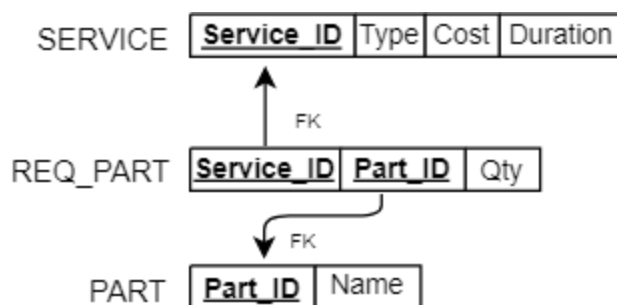 SERVICE Service_ID Type Cost Duration
FK
REQ_PART Service_ID Part_ID Qty
FK
PART Part_ID Name